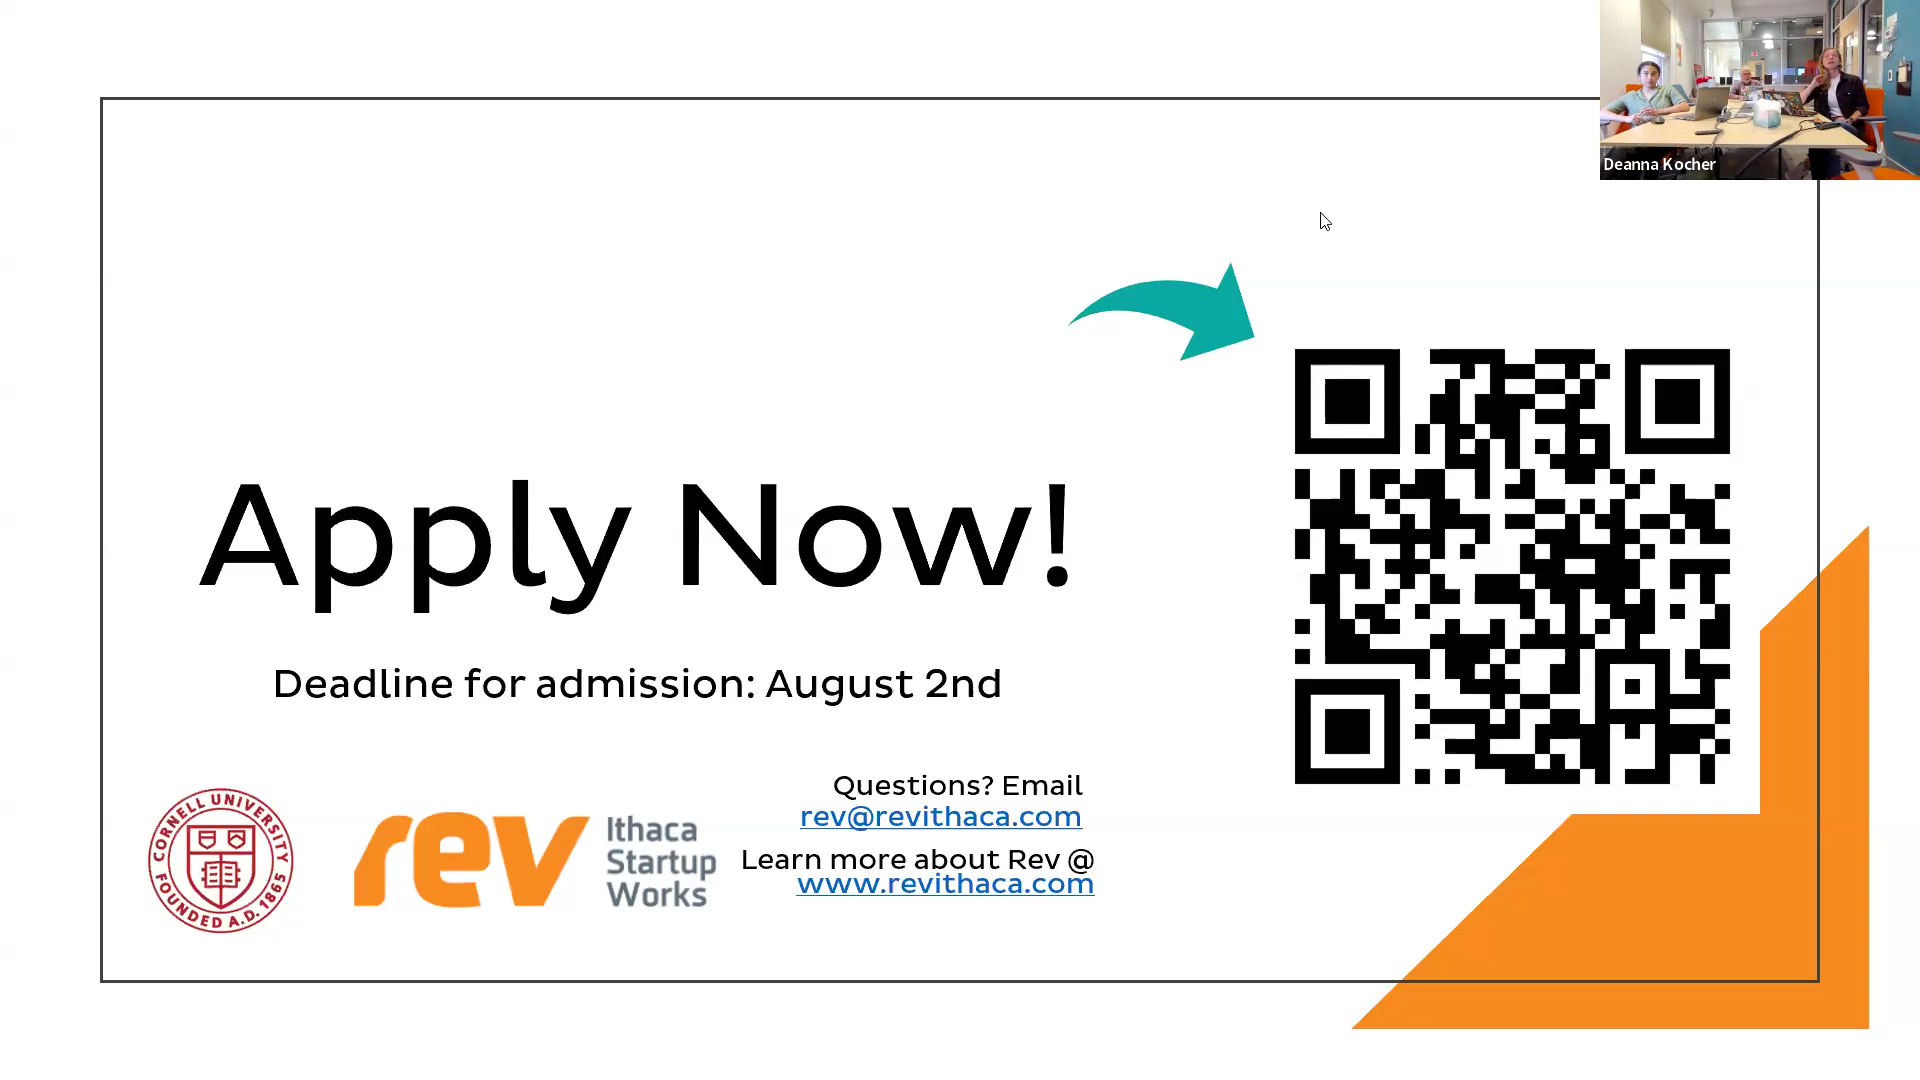 Deanna Kocher
Apply Now!
Deadline for admission: August 2nd
Questions? Email
rev@revithaca.com
Learn more about Rev @
www.revithaca.com
CORNELL UNIVERSITY
FOUNDED A.D. 1865
rev
Ithaca
Startup
Works